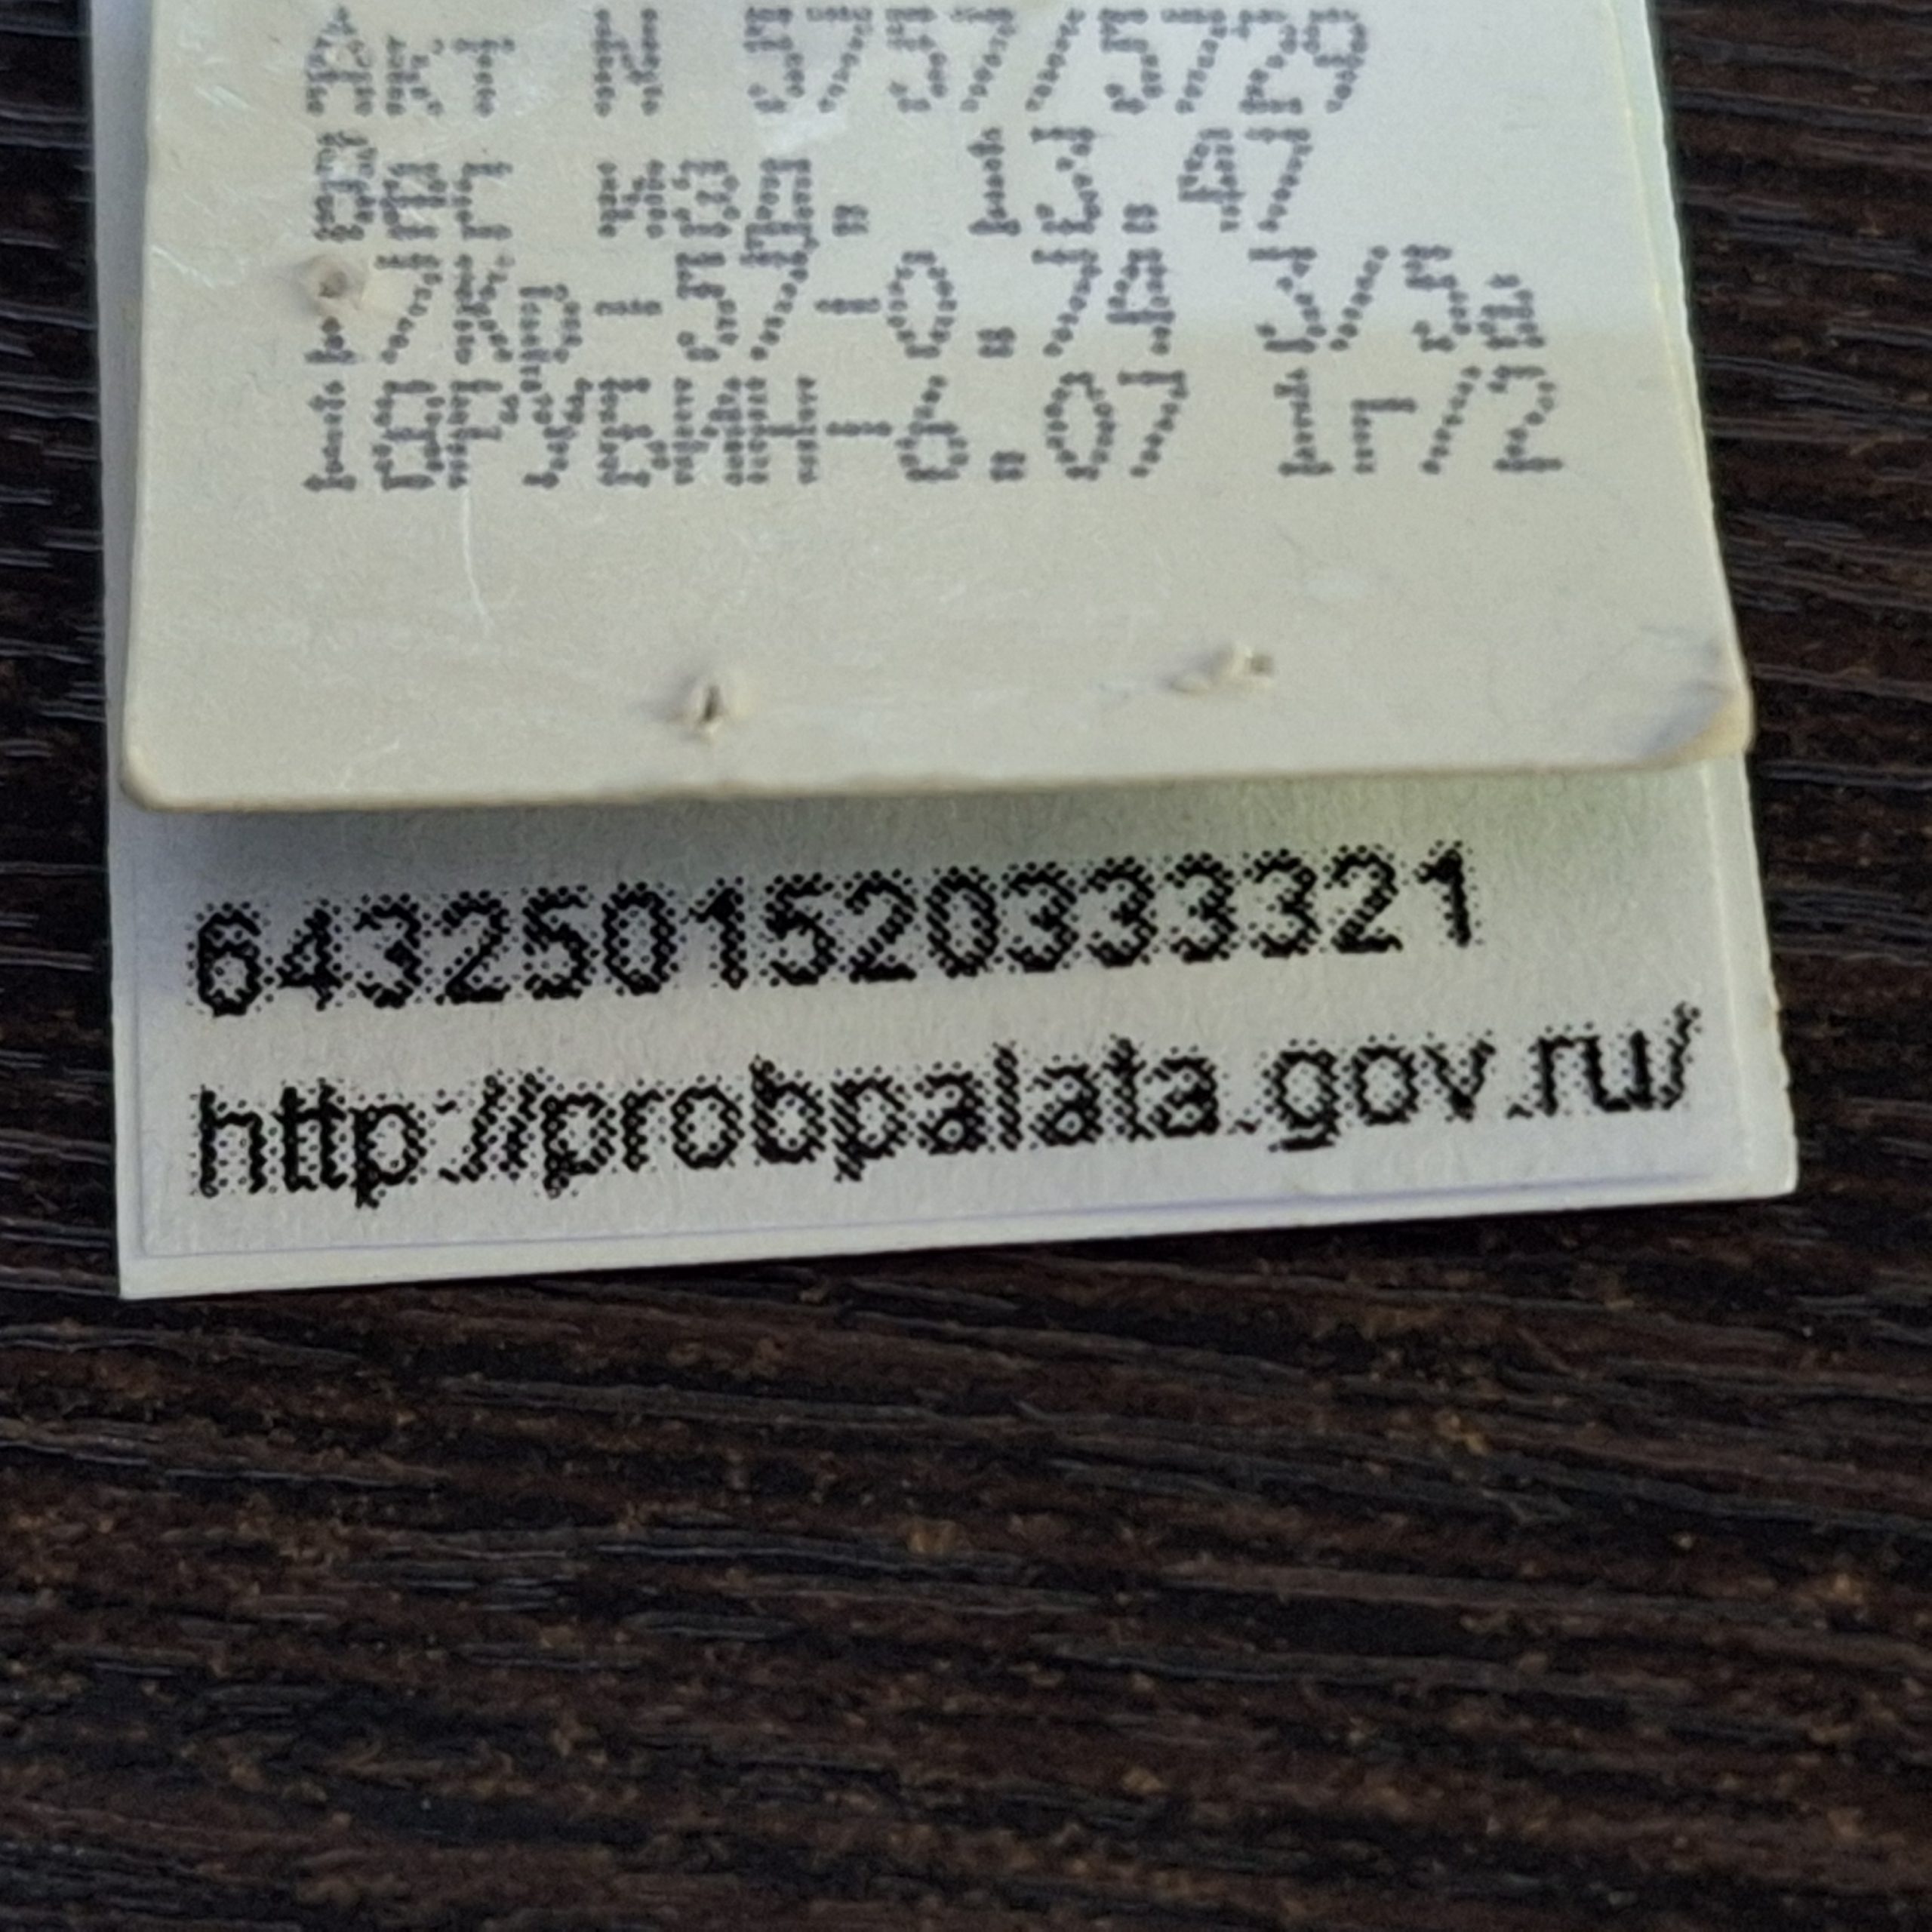 Акт N 5757/5729
Вес изд. 13.47
17Кр-57-0.74 3/5а
18РУБИН-6.07 1г/2
6432501520333321
http://probpalata.gov.ru/